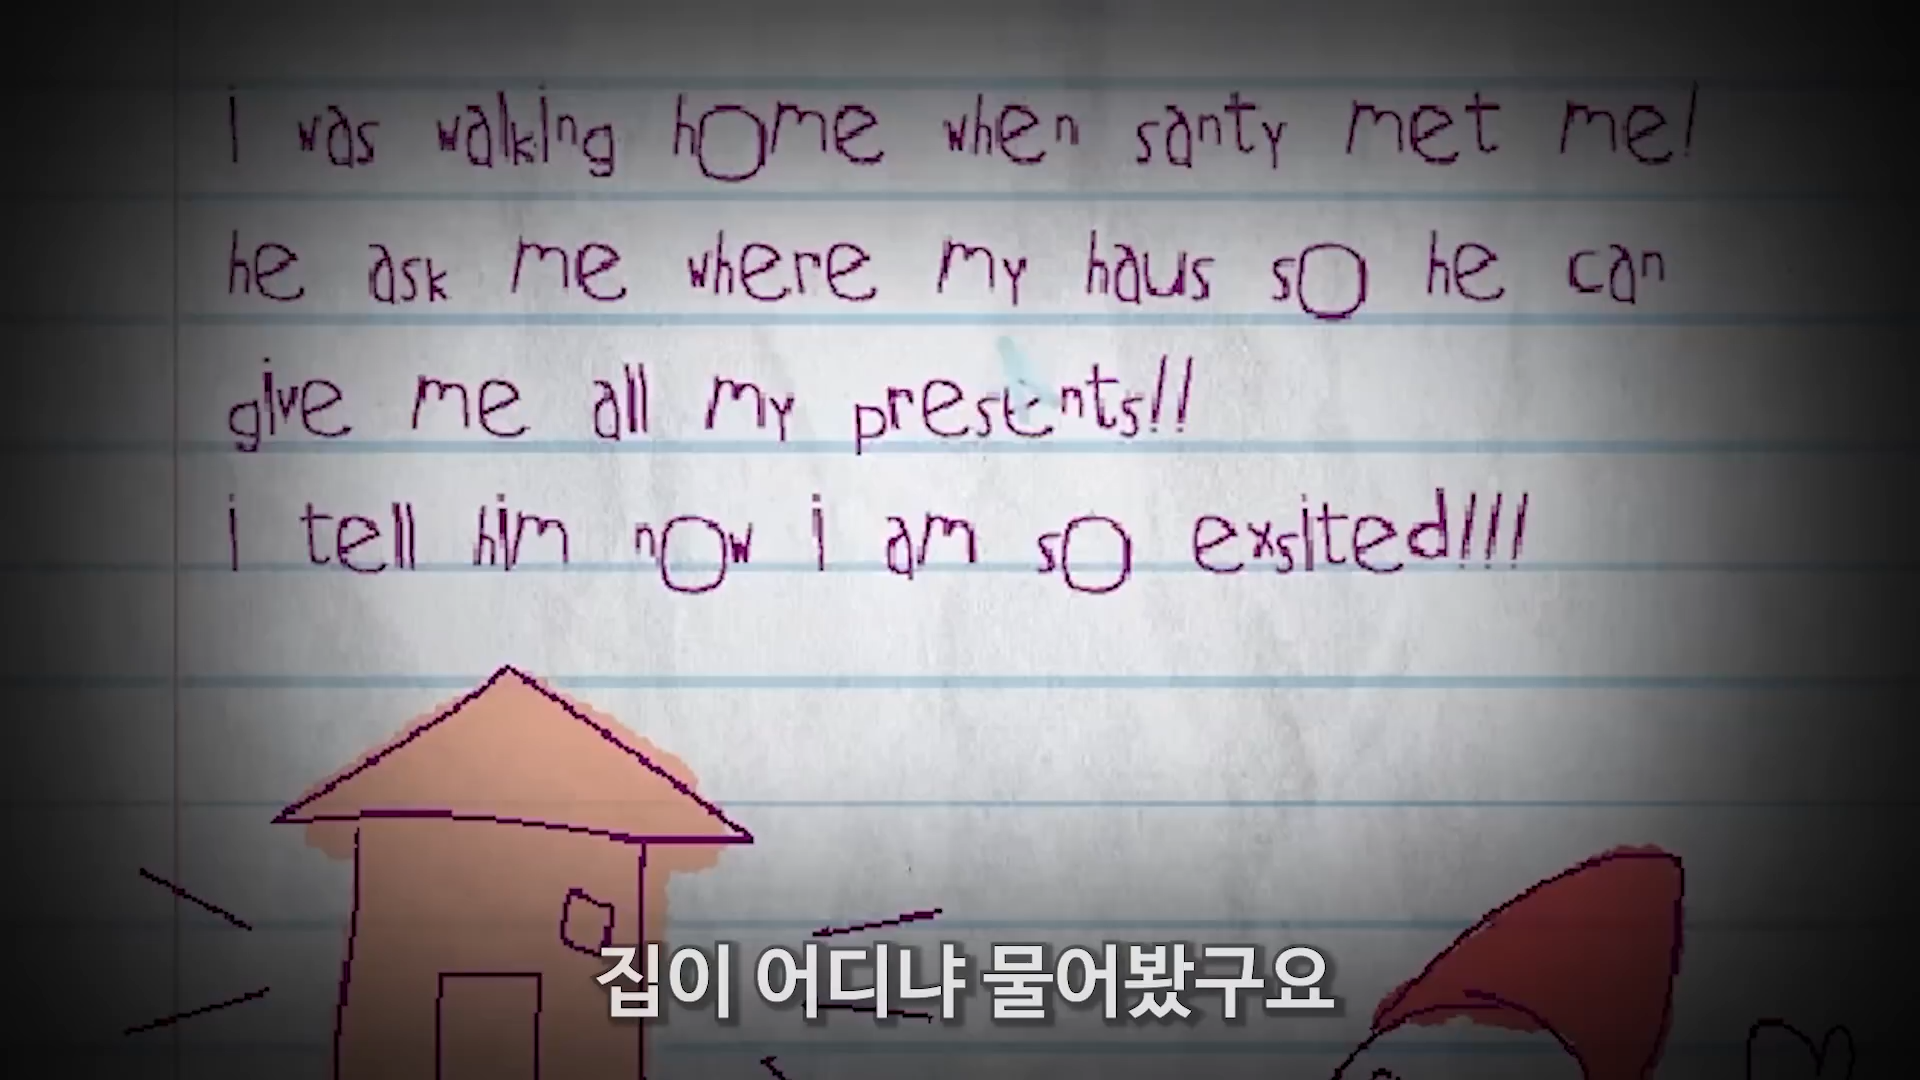 i was walking home when santy met me!
he ask me where my haus so he can
give me all my presents!!
i tell him now i am so exsited!!!
집이 어디냐 물어봤구요